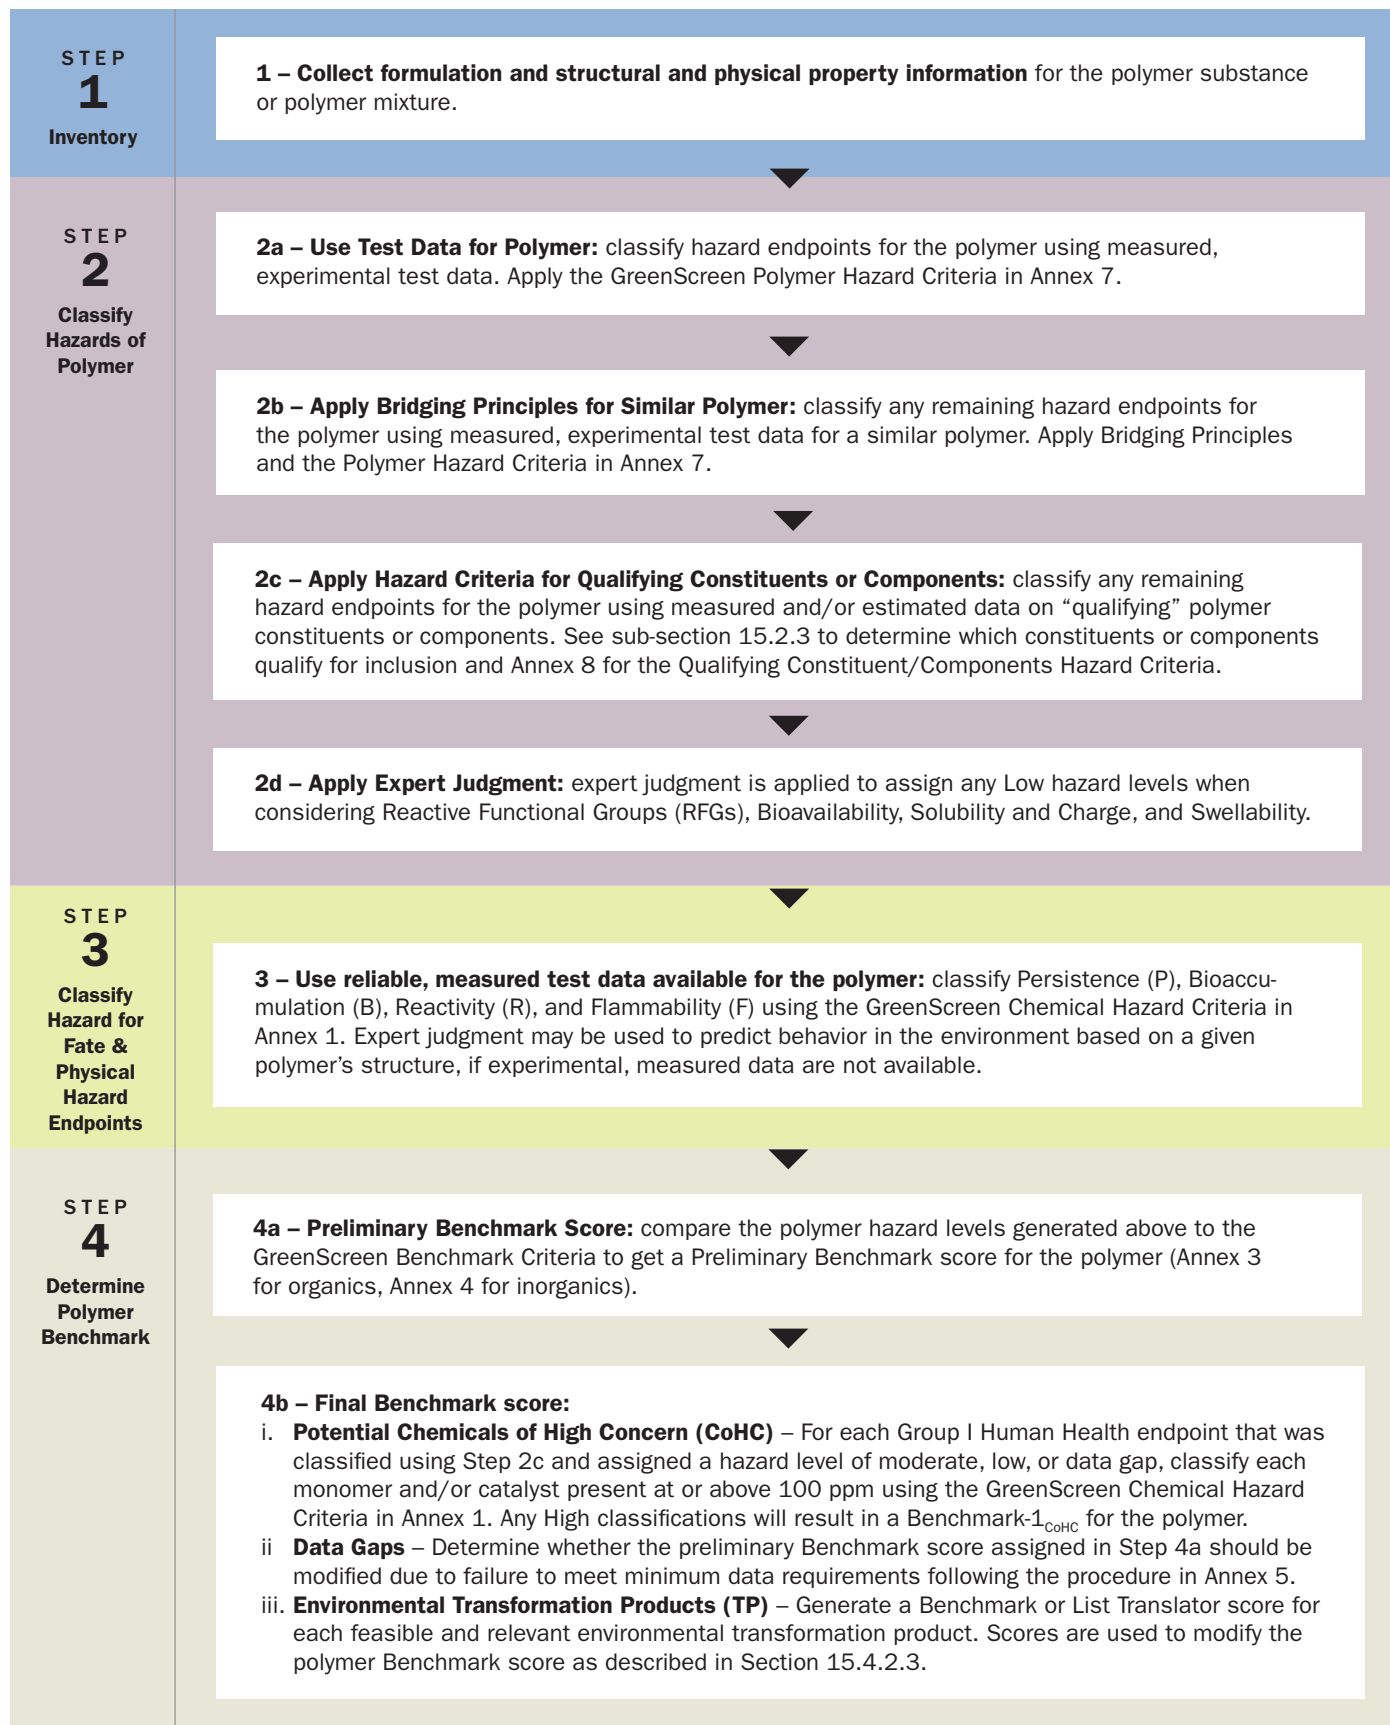 STEP
1
Inventory
1 – Collect formulation and structural and physical property information for the polymer substance
or polymer mixture.
STEP
2
Classify
Hazards of
Polymer
2a – Use Test Data for Polymer: classify hazard endpoints for the polymer using measured,
experimental test data. Apply the GreenScreen Polymer Hazard Criteria in Annex 7.
2b – Apply Bridging Principles for Similar Polymer: classify any remaining hazard endpoints for
the polymer using measured, experimental test data for a similar polymer. Apply Bridging Principles
and the Polymer Hazard Criteria in Annex 7.
2c – Apply Hazard Criteria for Qualifying Constituents or Components: classify any remaining
hazard endpoints for the polymer using measured and/or estimated data on “qualifying” polymer
constituents or components. See sub-section 15.2.3 to determine which constituents or components
qualify for inclusion and Annex 8 for the Qualifying Constituent/Components Hazard Criteria.
2d – Apply Expert Judgment: expert judgment is applied to assign any Low hazard levels when
considering Reactive Functional Groups (RFGs), Bioavailability, Solubility and Charge, and Swellability.
STEP
3
Classify
Hazard for
Fate &
Physical
Hazard
Endpoints
3 – Use reliable, measured test data available for the polymer: classify Persistence (P), Bioaccu-
mulation (B), Reactivity (R), and Flammability (F) using the GreenScreen Chemical Hazard Criteria in
Annex 1. Expert judgment may be used to predict behavior in the environment based on a given
polymer’s structure, if experimental, measured data are not available.
STEP
4
Determine
Polymer
Benchmark
4a – Preliminary Benchmark Score: compare the polymer hazard levels generated above to the
GreenScreen Benchmark Criteria to get a Preliminary Benchmark score for the polymer (Annex 3
for organics, Annex 4 for inorganics).
4b – Final Benchmark score:
i. Potential Chemicals of High Concern (CoHC) – For each Group I Human Health endpoint that was
classified using Step 2c and assigned a hazard level of moderate, low, or data gap, classify each
monomer and/or catalyst present at or above 100 ppm using the GreenScreen Chemical Hazard
Criteria in Annex 1. Any High classifications will result in a Benchmark-1CoHC for the polymer.
ii Data Gaps – Determine whether the preliminary Benchmark score assigned in Step 4a should be
modified due to failure to meet minimum data requirements following the procedure in Annex 5.
iii. Environmental Transformation Products (TP) – Generate a Benchmark or List Translator score for
each feasible and relevant environmental transformation product. Scores are used to modify the
polymer Benchmark score as described in Section 15.4.2.3.